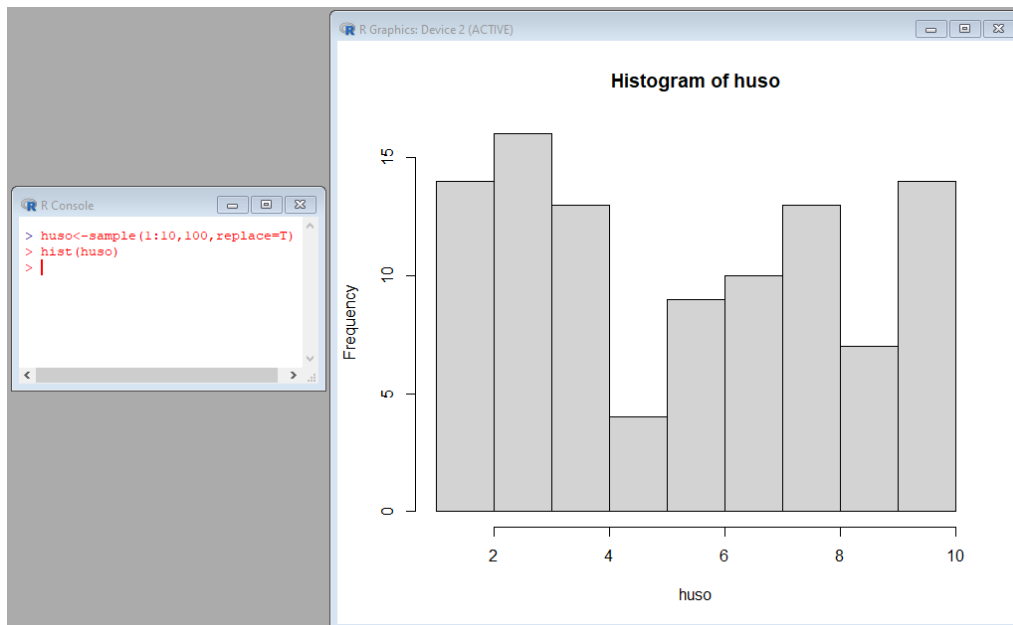 R Graphics: Device 2 (ACTIVE)
Histogram of huso
R Console
> huso<-sample(1:10,100,replace=T)
> hist(huso)
>
Frequency
15
10
5
0
2 4 6 8 10
huso